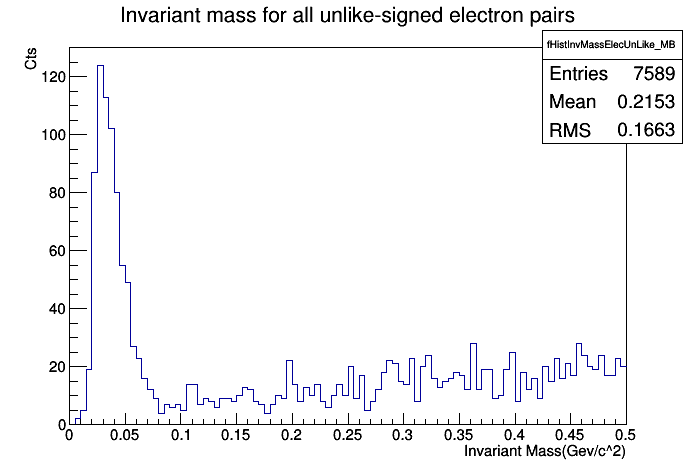 Invariant mass for all unlike-signed electron pairs
fHistInvMassElecUnLike_MB
Entries 7589
Mean 0.2153
RMS 0.1663
Cts
120
100
80
60
40
20
0
0 0.05 0.1 0.15 0.2 0.25 0.3 0.35 0.4 0.45 0.5
Invariant Mass(Gev/c^2)